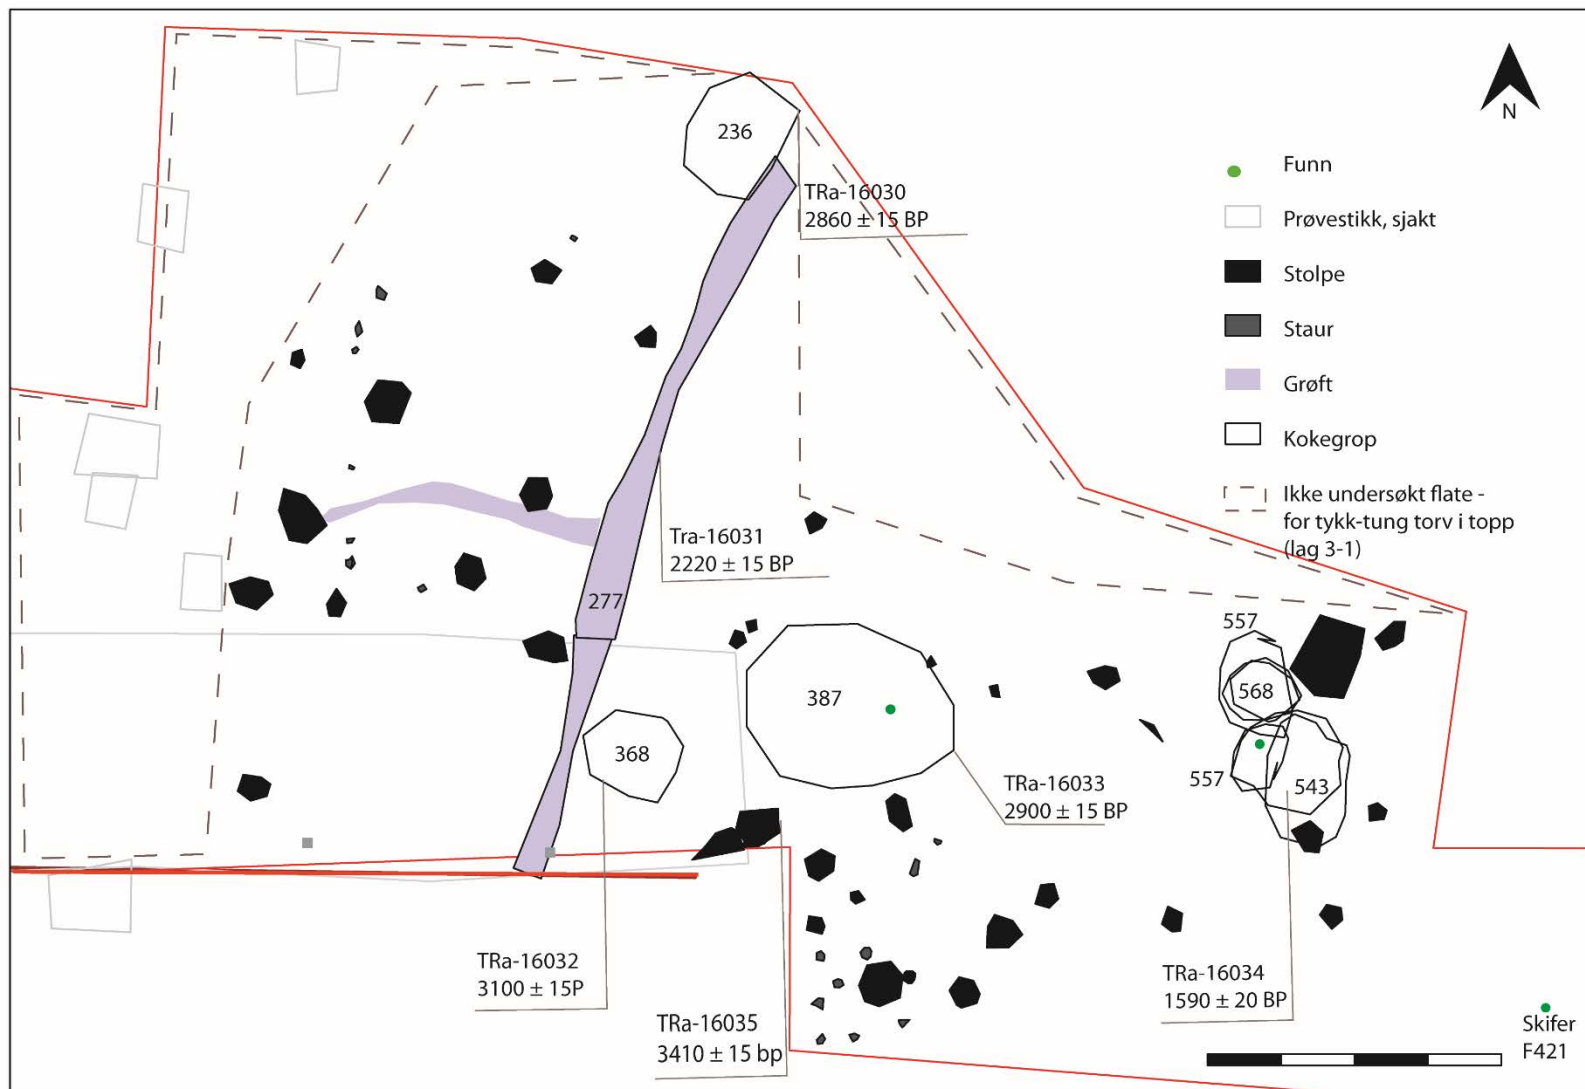 N
Funn
Prøvestikk, sjakt
Stolpe
Staur
Grøft
Kokegrop
Ikke undersøkt flate -
for tykk-tung torv i topp
(lag 3-1)
236
TRa-16030
2860 ± 15 BP
Tra-16031
2220 ± 15 BP
277
368
387
TRa-16033
2900 ± 15 BP
557
568
557
543
TRa-16032
3100 ± 15P
TRa-16035
3410 ± 15 bp
TRa-16034
1590 ± 20 BP
Skifer
F421